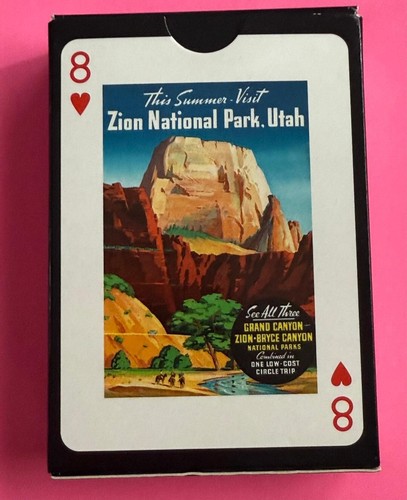 8
This Summer - Visit
Zion National Park, Utah
See All Three
GRAND CANYON–
ZION-BRYCE CANYON
NATIONAL PARKS
Combined in
ONE LOW-COST
CIRCLE TRIP
8